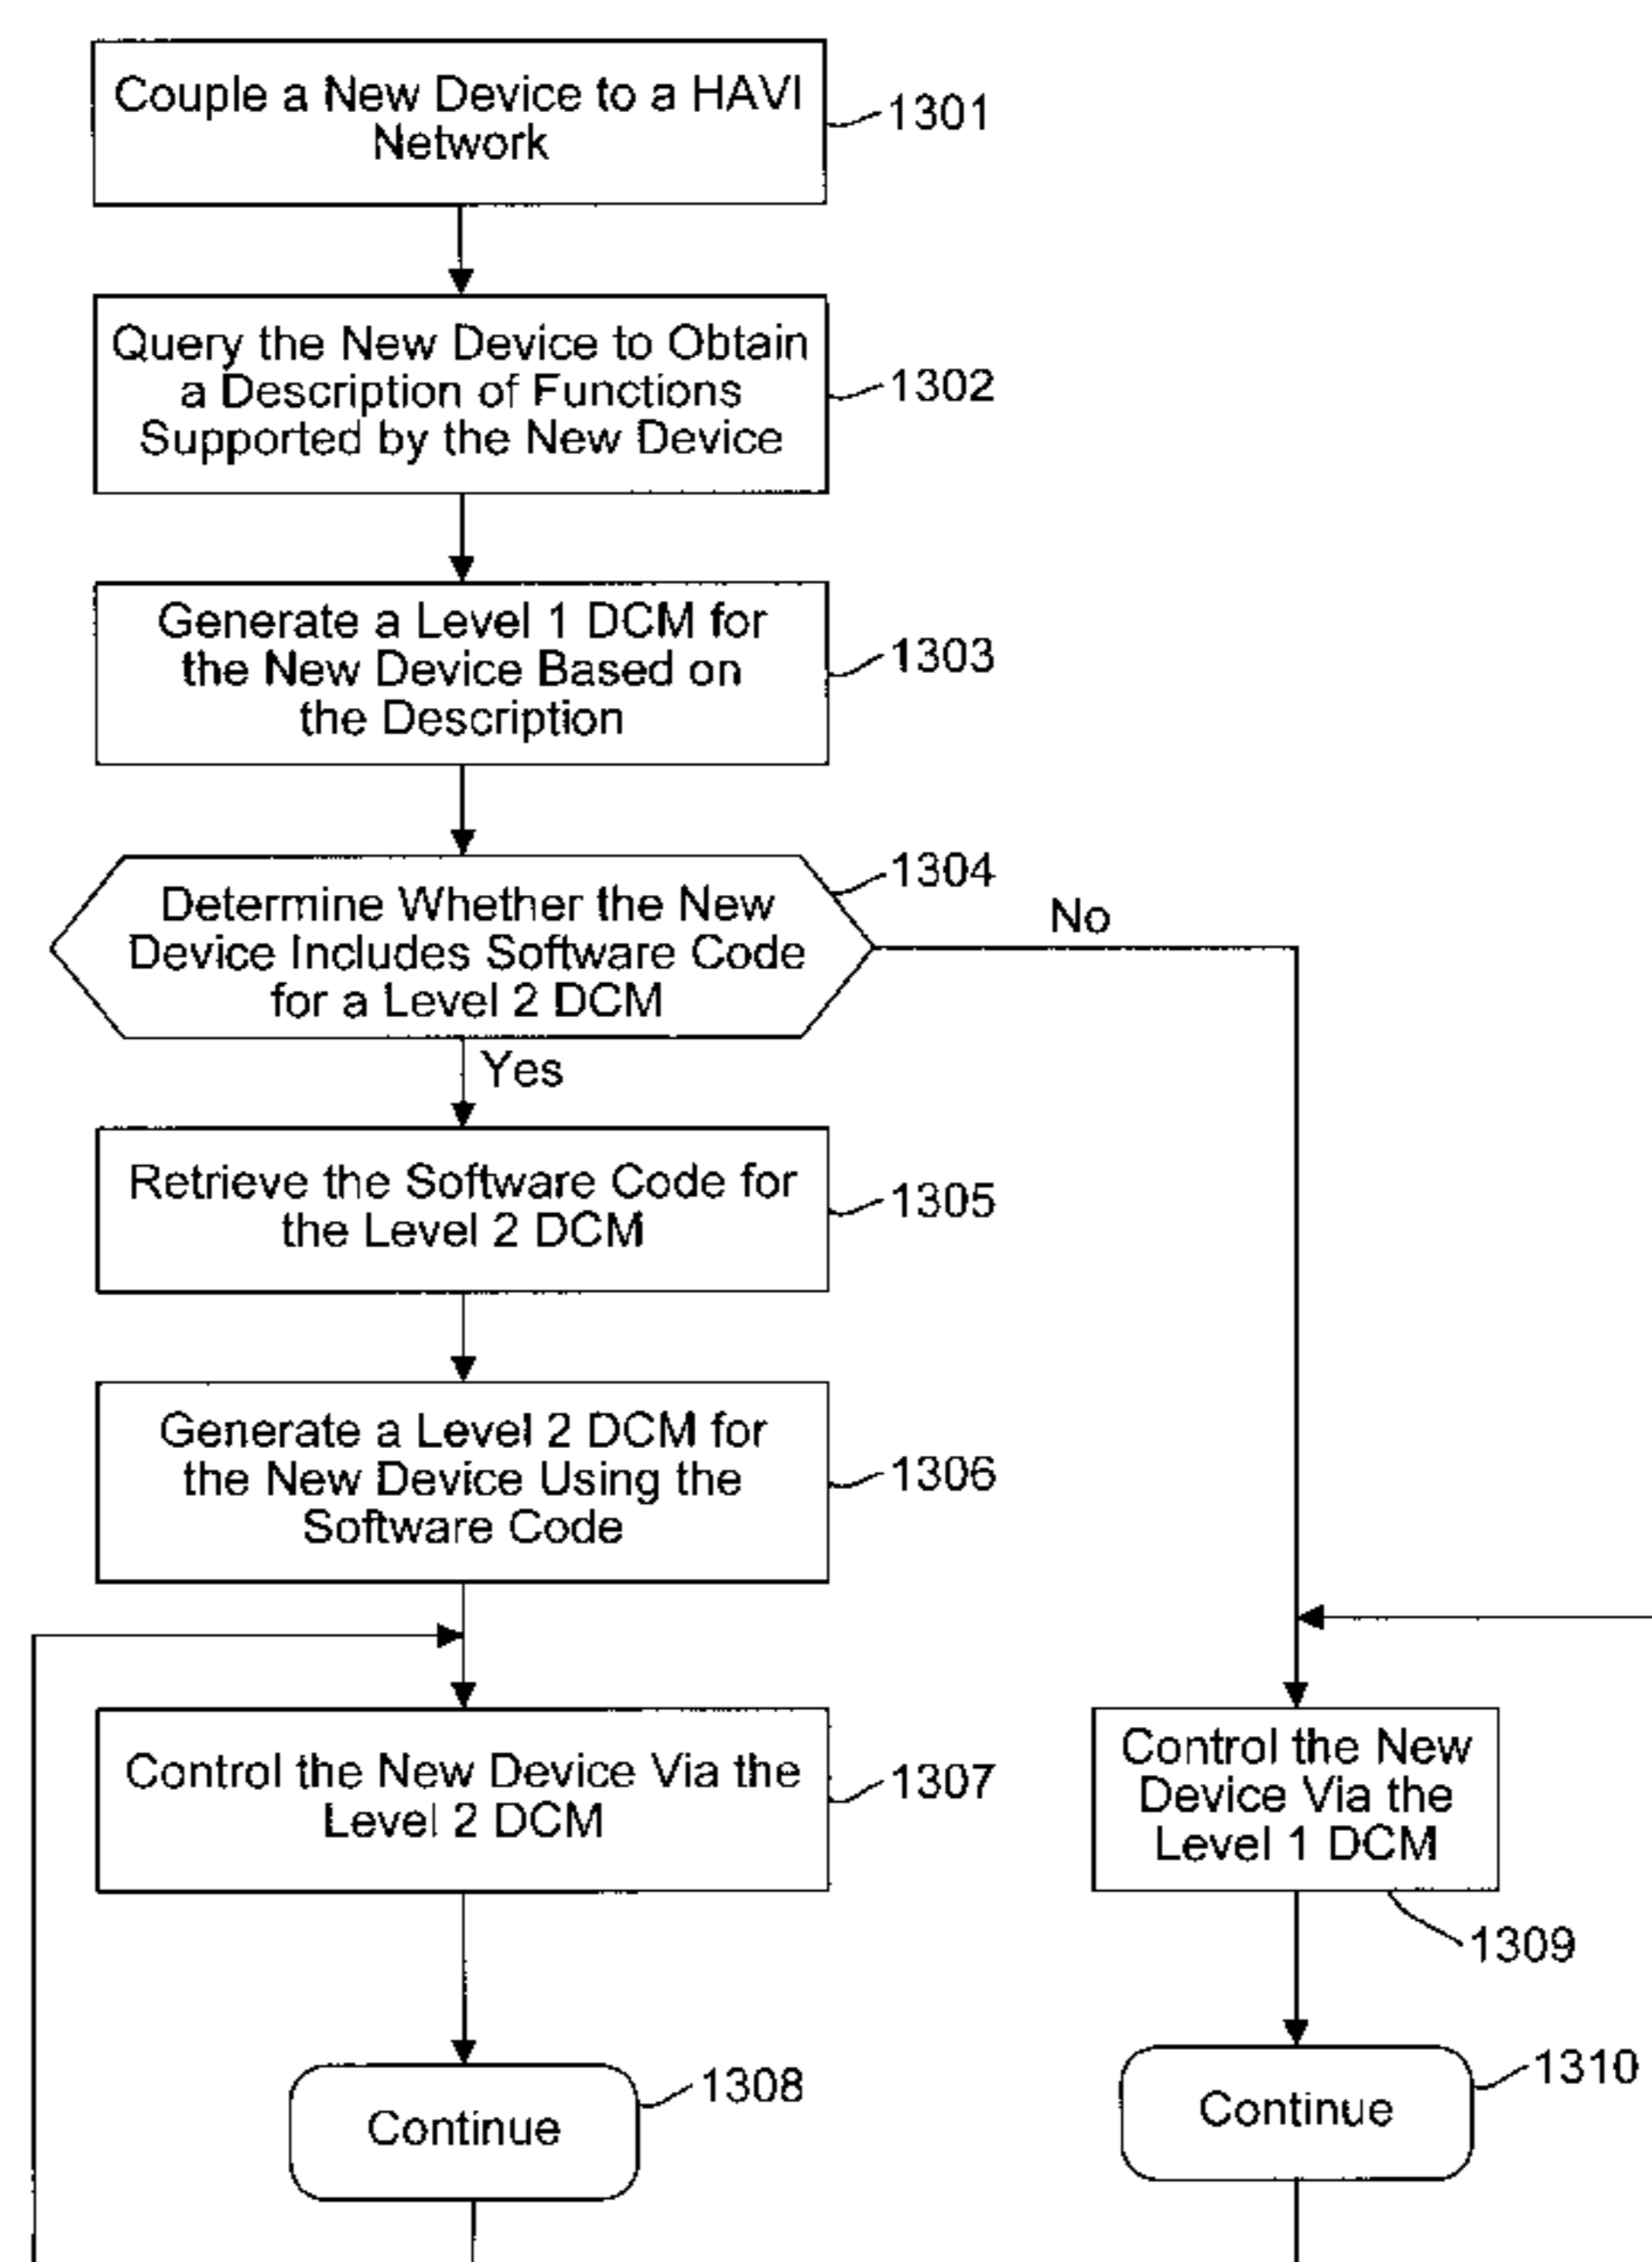 Couple a New Device to a HAVI
Network
1301
Query the New Device to Obtain
a Description of Functions
Supported by the New Device
1302
Generate a Level 1 DCM for
the New Device Based on
the Description
1303
Determine Whether the New
Device Includes Software Code
for a Level 2 DCM
1304
No
Yes
Retrieve the Software Code for
the Level 2 DCM
1305
Generate a Level 2 DCM for
the New Device Using the
Software Code
1306
Control the New Device Via the
Level 2 DCM
1307
Control the New
Device Via the
Level 1 DCM
1309
Continue
1308
Continue
1310